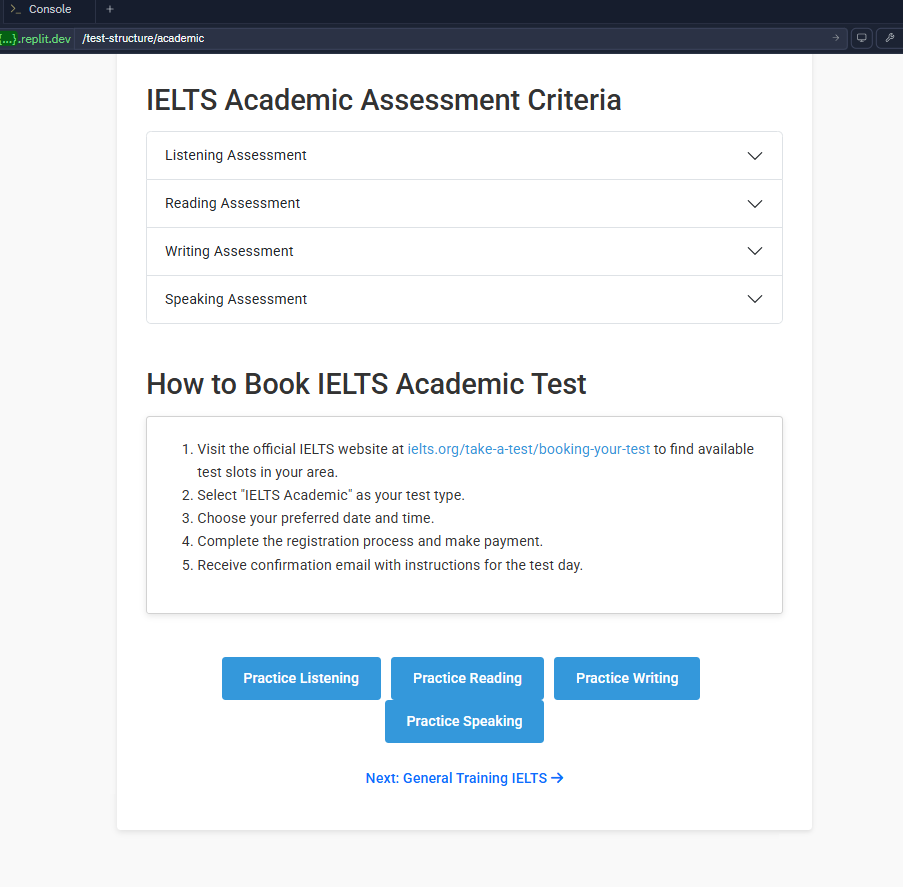 >_ Console +
{...}.replit.dev /test-structure/academic →
IELTS Academic Assessment Criteria
Listening Assessment
Reading Assessment
Writing Assessment
Speaking Assessment
How to Book IELTS Academic Test
1. Visit the official IELTS website at ielts.org/take-a-test/booking-your-test to find available
test slots in your area.
2. Select "IELTS Academic" as your test type.
3. Choose your preferred date and time.
4. Complete the registration process and make payment.
5. Receive confirmation email with instructions for the test day.
Practice Listening Practice Reading Practice Writing
Practice Speaking
Next: General Training IELTS →